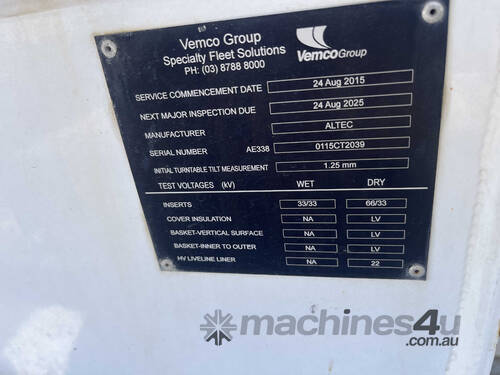 Vemco Group
Specialty Fleet Solutions
PH: (03) 8788 8000
VemcoGroup
SERVICE COMMENCEMENT DATE 24 Aug 2015
NEXT MAJOR INSPECTION DUE 24 Aug 2025
MANUFACTURER ALTEC
SERIAL NUMBER AE338 0115CT2039
INITIAL TURNTABLE TILT MEASUREMENT 1.25 mm
TEST VOLTAGES (kV) WET DRY
INSERTS 33/33 66/33
COVER INSULATION NA LV
BASKET-VERTICAL SURFACE NA LV
BASKET-INNER TO OUTER NA LV
HV LIVELINE LINER NA 22
machines4u
.com.au